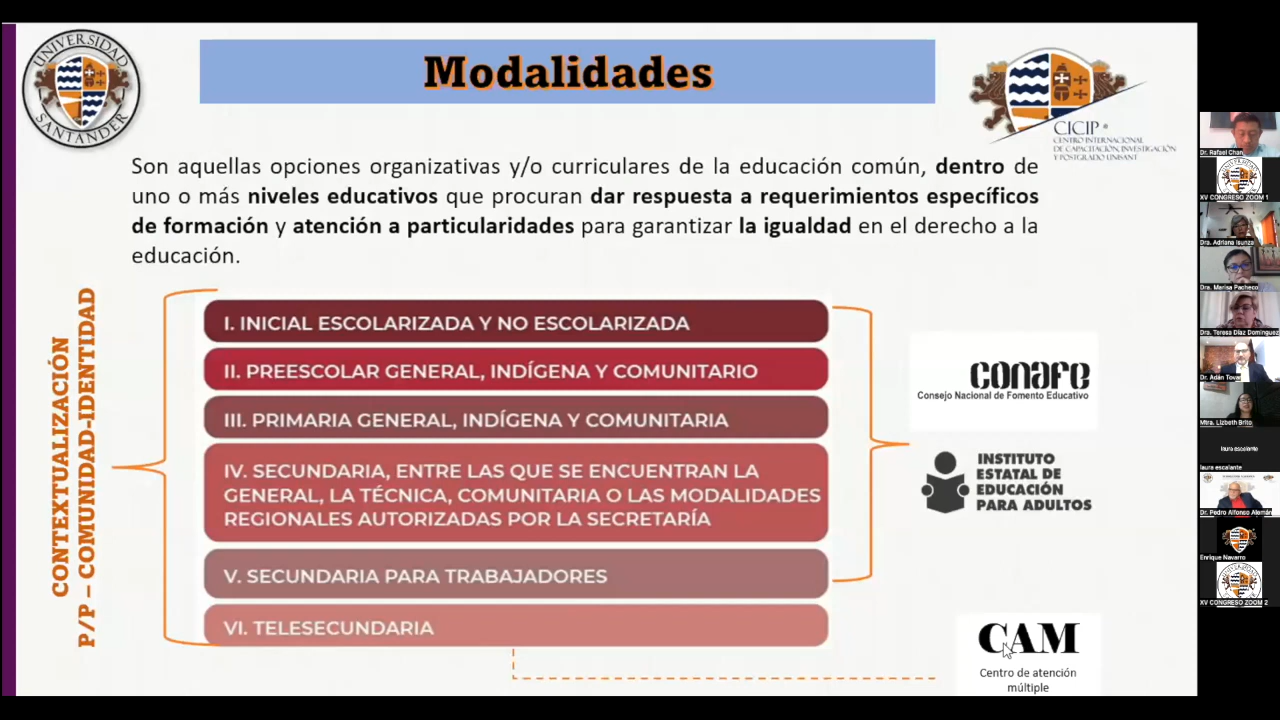 UNIVERSIDAD
SANTANDER
Modalidades
CICIP ®
CENTRO INTERNACIONAL
DE CAPACITACIÓN, INVESTIGACIÓN
Y POSTGRADO UNISANT
Son aquellas opciones organizativas y/o curriculares de la educación común, dentro de
uno o más niveles educativos que procuran dar respuesta a requerimientos específicos
de formación y atención a particularidades para garantizar la igualdad en el derecho a la
educación.
CONTEXTUALIZACIÓN
P/P – COMUNIDAD-IDENTIDAD
I. INICIAL ESCOLARIZADA Y NO ESCOLARIZADA
II. PREESCOLAR GENERAL, INDÍGENA Y COMUNITARIO
III. PRIMARIA GENERAL, INDÍGENA Y COMUNITARIA
IV. SECUNDARIA, ENTRE LAS QUE SE ENCUENTRAN LA
GENERAL, LA TÉCNICA, COMUNITARIA O LAS MODALIDADES
REGIONALES AUTORIZADAS POR LA SECRETARÍA
V. SECUNDARIA PARA TRABAJADORES
VI. TELESECUNDARIA
CONAFE
Consejo Nacional de Fomento Educativo
INSTITUTO
ESTATAL DE
EDUCACIÓN
PARA ADULTOS
CAM
Centro de atención
múltiple
Dr. Rafael Chan
XV CONGRESO ZOOM 1
Dra. Adriana Isunza
Dra. Marisa Pacheco
Dra. Teresa Díaz Domínguez
Dr. Adán Tovar
Mtra. Lizbeth Brito
laura escalante
laura escalante
Dr. Pedro Alfonso Alemán
Enrique Navarro
XV CONGRESO ZOOM 2